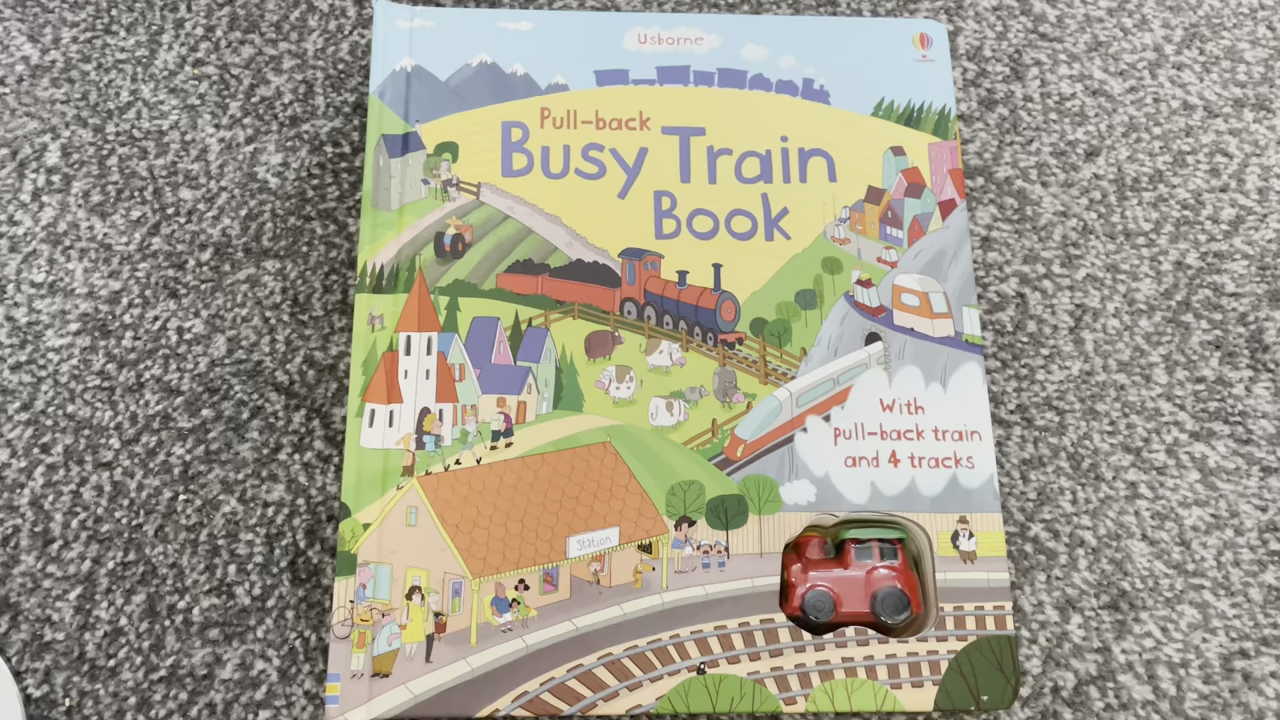 Usborne
Pull-back
Busy Train
Book
With
pull-back train
and 4 tracks
Station